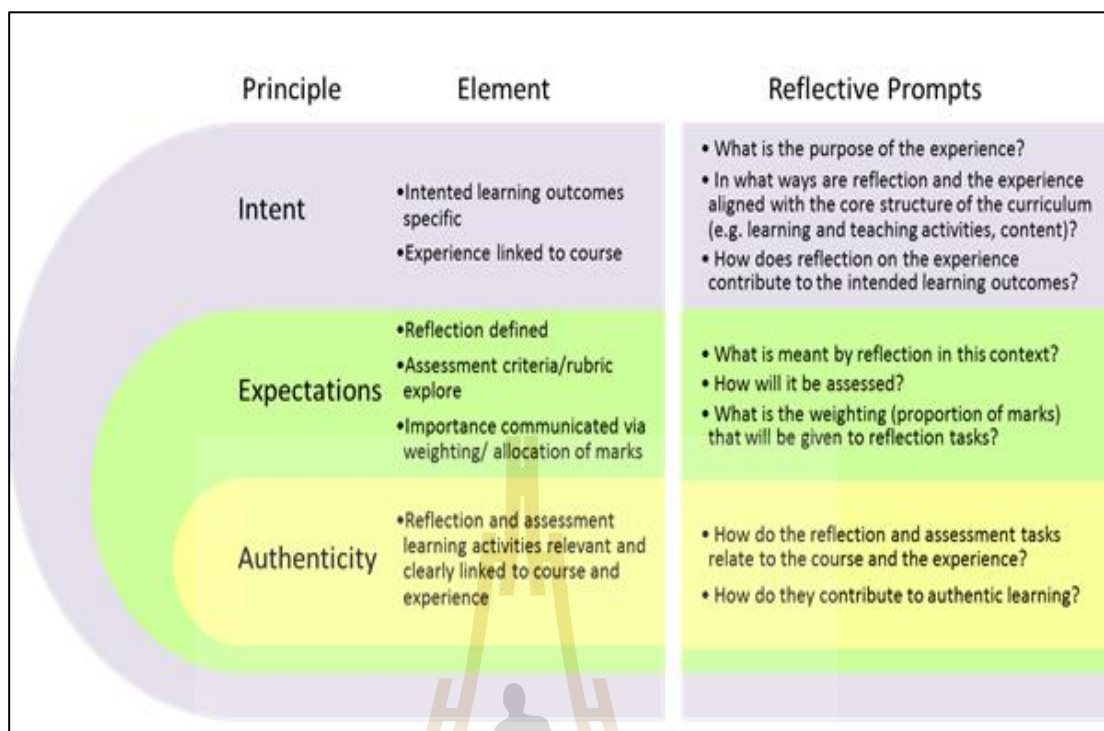 Principle Element Reflective Prompts
Intent
•Intented learning outcomes
specific
•Experience linked to course
• What is the purpose of the experience?
• In what ways are reflection and the experience
aligned with the core structure of the curriculum
(e.g. learning and teaching activities, content)?
• How does reflection on the experience
contribute to the intended learning outcomes?
Expectations
•Reflection defined
•Assessment criteria/rubric
explore
•Importance communicated via
weighting/ allocation of marks
• What is meant by reflection in this context?
• How will it be assessed?
• What is the weighting (proportion of marks)
that will be given to reflection tasks?
Authenticity
•Reflection and assessment
learning activities relevant and
clearly linked to course and
experience
• How do the reflection and assessment tasks
relate to the course and the experience?
• How do they contribute to authentic learning?